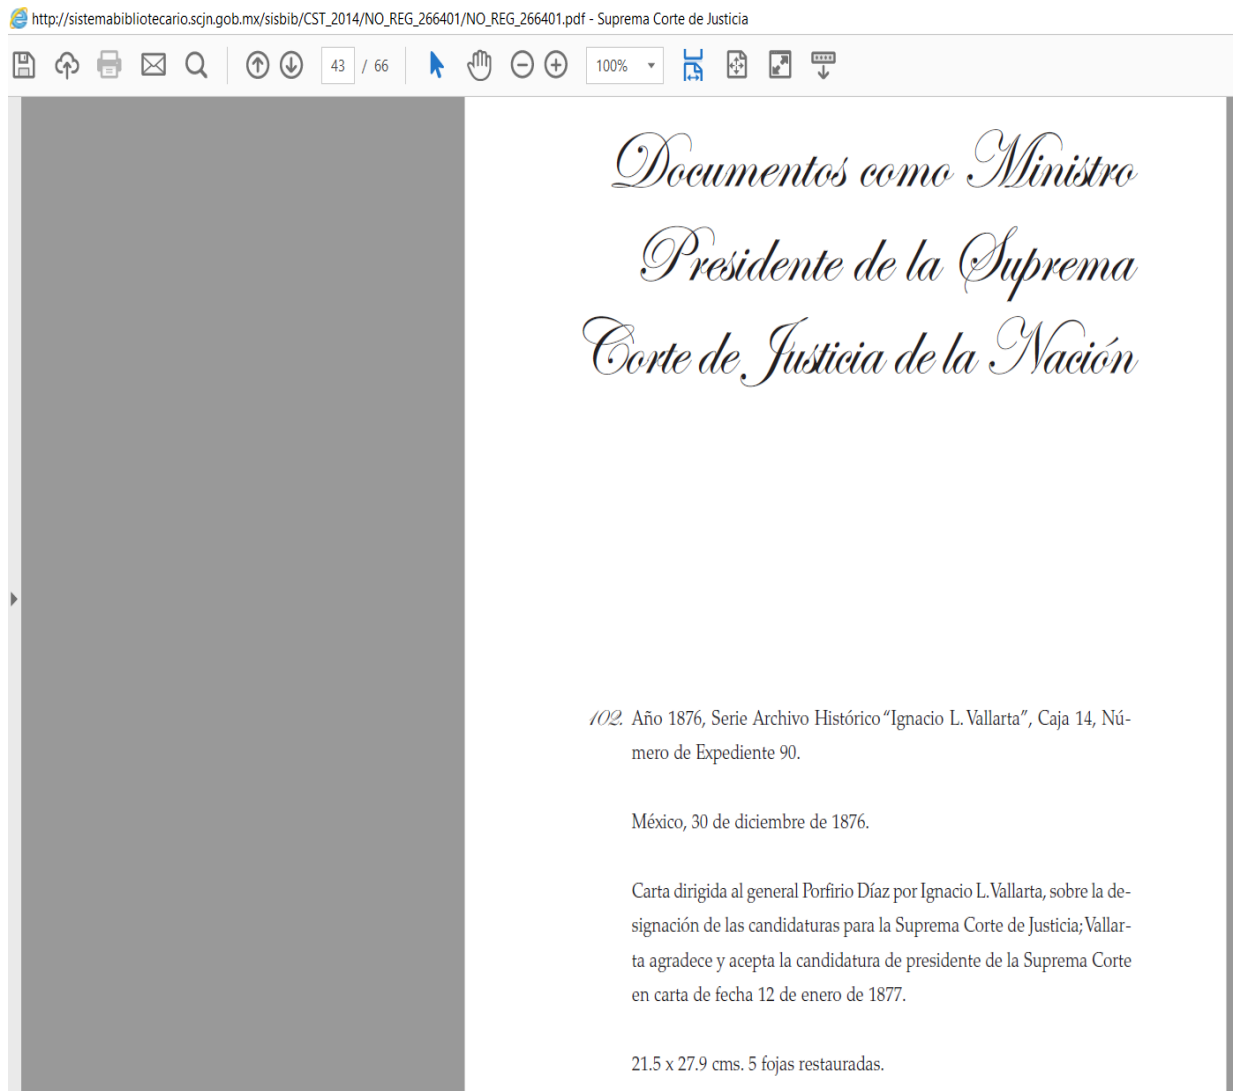 http://sistemabibliotecario.scjn.gob.mx/sisbib/CST_2014/NO_REG_266401/NO_REG_266401.pdf - Suprema Corte de Justicia
43 / 66 100%
Documentos como Ministro
Presidente de la Suprema
Corte de Justicia de la Nación
102. Año 1876, Serie Archivo Histórico “Ignacio L. Vallarta”, Caja 14, Nú-
mero de Expediente 90.
México, 30 de diciembre de 1876.
Carta dirigida al general Porfirio Díaz por Ignacio L. Vallarta, sobre la de-
signación de las candidaturas para la Suprema Corte de Justicia; Vallar-
ta agradece y acepta la candidatura de presidente de la Suprema Corte
en carta de fecha 12 de enero de 1877.
21.5 x 27.9 cms. 5 fojas restauradas.